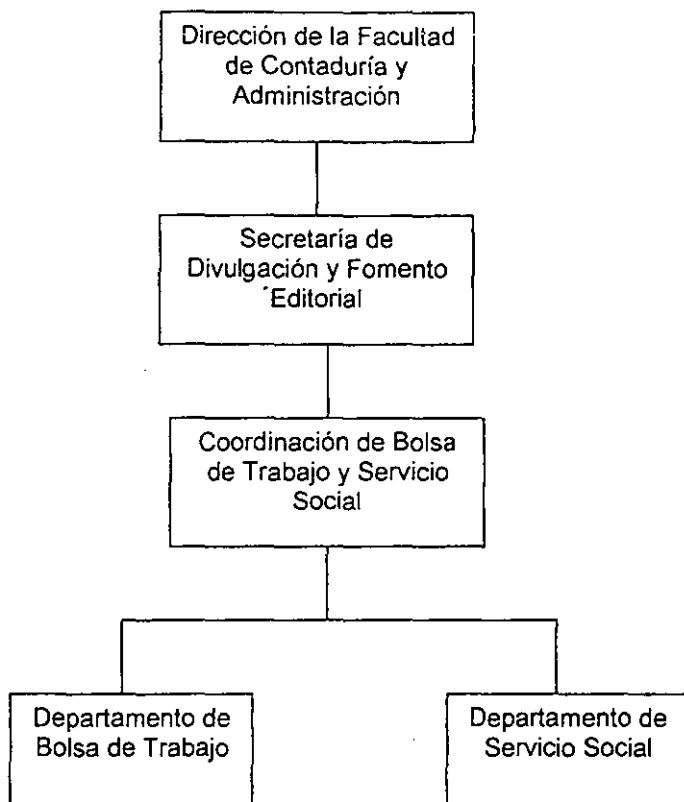 Dirección de la Facultad
de Contaduría y
Administración
Secretaría de
Divulgación y Fomento
Editorial
Coordinación de Bolsa
de Trabajo y Servicio
Social
Departamento de
Bolsa de Trabajo
Departamento de
Servicio Social